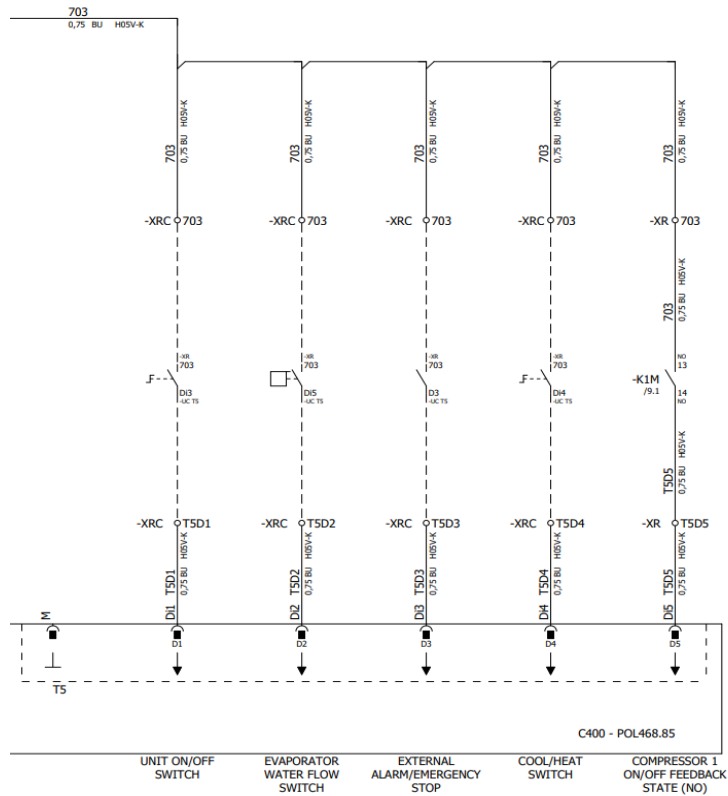 703
0,75 BU H05V-K
703
0,75 BU H05V-K
703
0,75 BU H05V-K
703
0,75 BU H05V-K
703
0,75 BU H05V-K
703
0,75 BU H05V-K
-XRC 703
-XRC 703
-XRC 703
-XRC 703
-XR 703
703
0,75 BU H05V-K
-XR
703
Di3
-UC T5
-XR
703
Di5
-UC T5
-XR
703
D3
-UC T5
-XR
703
Di4
-UC T5
NO
13
-K1M
/9.1
14
NO
T5D5
0,75 BU H05V-K
-XRC T5D1
-XRC T5D2
-XRC T5D3
-XRC T5D4
-XR T5D5
T5D1
0,75 BU H05V-K
T5D2
0,75 BU H05V-K
T5D3
0,75 BU H05V-K
T5D4
0,75 BU H05V-K
T5D5
0,75 BU H05V-K
M
Di1
Di2
Di3
Di4
Di5
D1
D2
D3
D4
D5
T5
C400 - POL468.85
UNIT ON/OFF
SWITCH
EVAPORATOR
WATER FLOW
SWITCH
EXTERNAL
ALARM/EMERGENCY
STOP
COOL/HEAT
SWITCH
COMPRESSOR 1
ON/OFF FEEDBACK
STATE (NO)